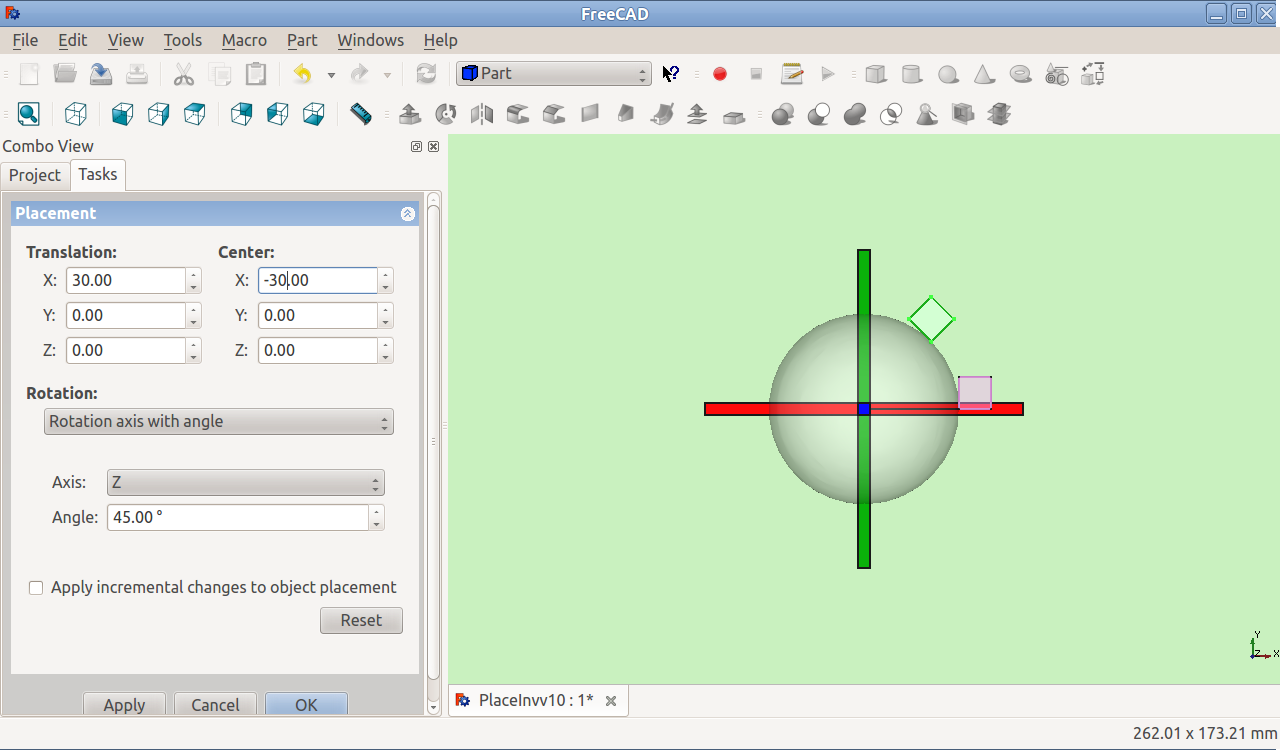 FreeCAD
File Edit View Tools Macro Part Windows Help
Part
Combo View
Project Tasks
Placement
Translation: Center:
X: 30.00 X: -30.00
Y: 0.00 Y: 0.00
Z: 0.00 Z: 0.00
Rotation:
Rotation axis with angle
Axis: Z
Angle: 45.00 °
Apply incremental changes to object placement
Reset
Apply Cancel OK
Y
Z X
PlaceInvv10 : 1*
262.01 x 173.21 mm